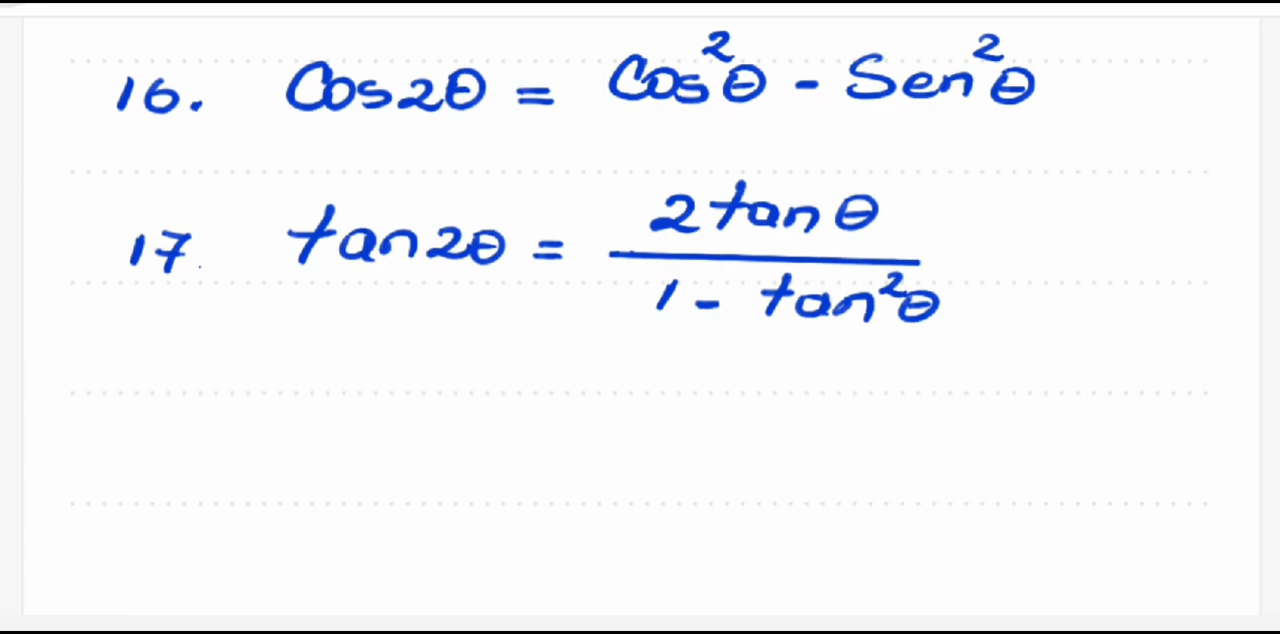 16. Cos2θ = Cos²θ - Sen²θ
17. tan2θ = 2tanθ / 1 - tan²θ